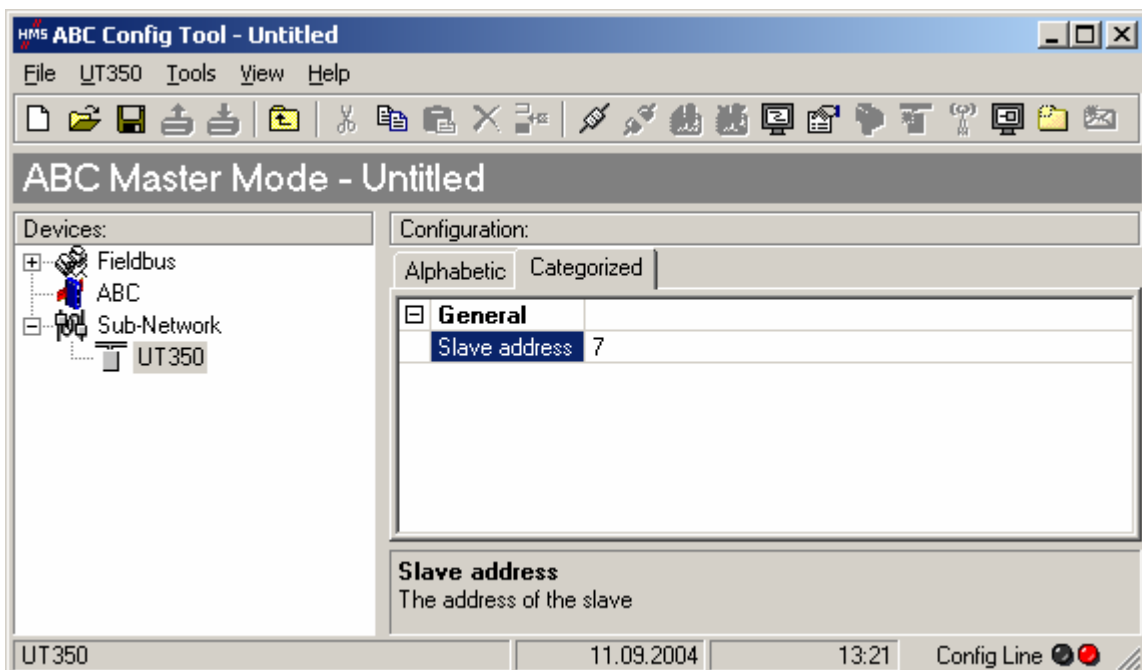 HMS ABC Config Tool - Untitled
File UT350 Tools View Help
ABC Master Mode - Untitled
Devices:
Fieldbus
ABC
Sub-Network
UT350
Configuration:
Alphabetic Categorized
General
Slave address 7
Slave address
The address of the slave
UT350 11.09.2004 13:21 Config Line